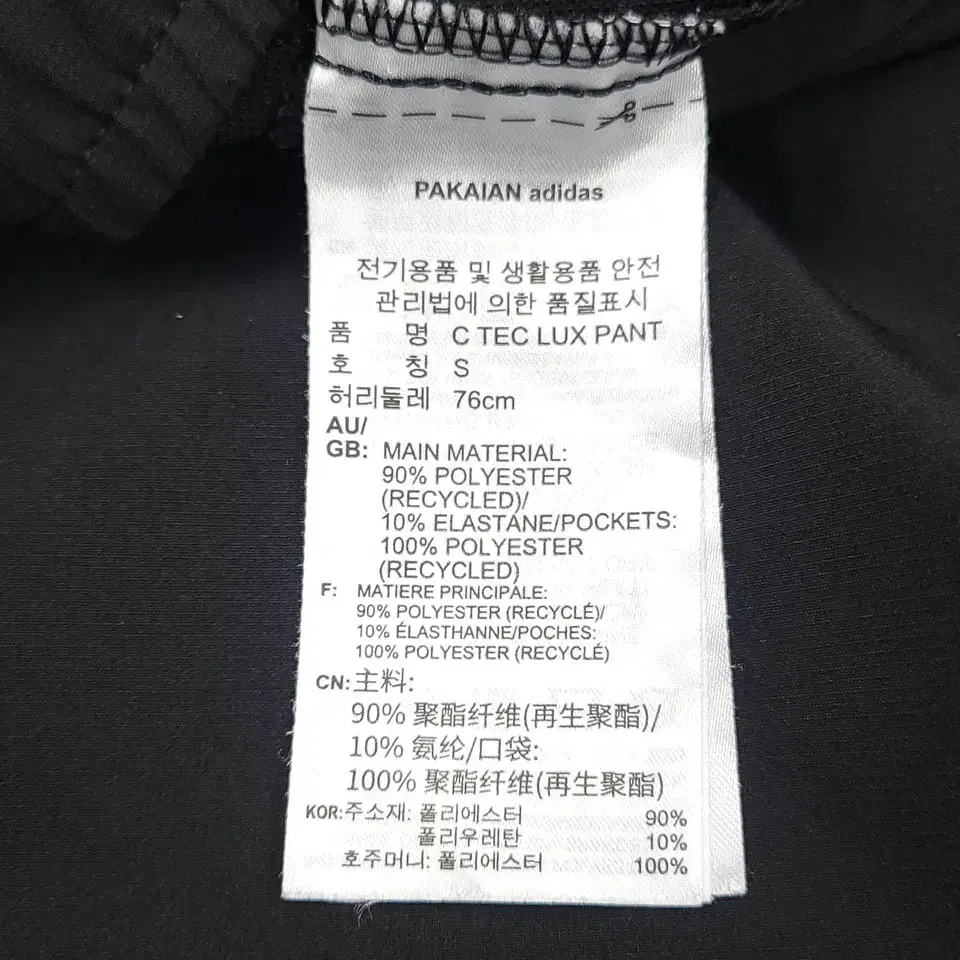 PAKAIAN adidas
전기용품 및 생활용품 안전
관리법에 의한 품질표시
품 명 C TEC LUX PANT
호 칭 S
허리둘레 76cm
AU/
GB: MAIN MATERIAL:
90% POLYESTER
(RECYCLED)/
10% ELASTANE/POCKETS:
100% POLYESTER
(RECYCLED)
F: MATIERE PRINCIPALE:
90% POLYESTER (RECYCLÉ)/
10% ÉLASTHANNE/POCHES:
100% POLYESTER (RECYCLÉ)
CN:主料:
90% 聚酯纤维(再生聚酯)/
10% 氨纶/口袋:
100% 聚酯纤维(再生聚酯)
KOR:주소재: 폴리에스터 90%
폴리우레탄 10%
호주머니: 폴리에스터 100%